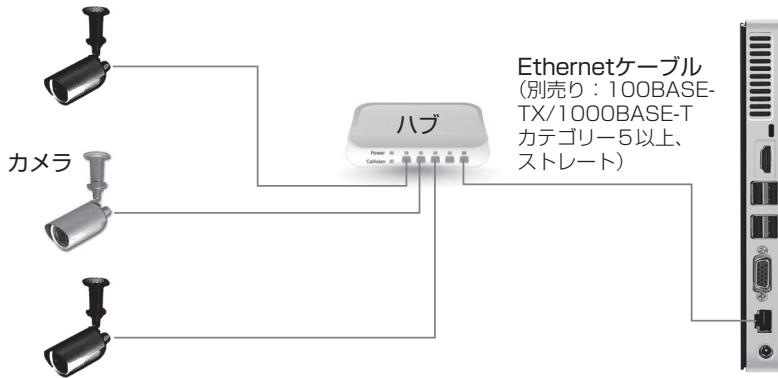 Ethernetケーブル
（別売り：100BASE-
TX/1000BASE-T
カテゴリー5以上、
ストレート）
ハブ
Power
Collision
カメラ